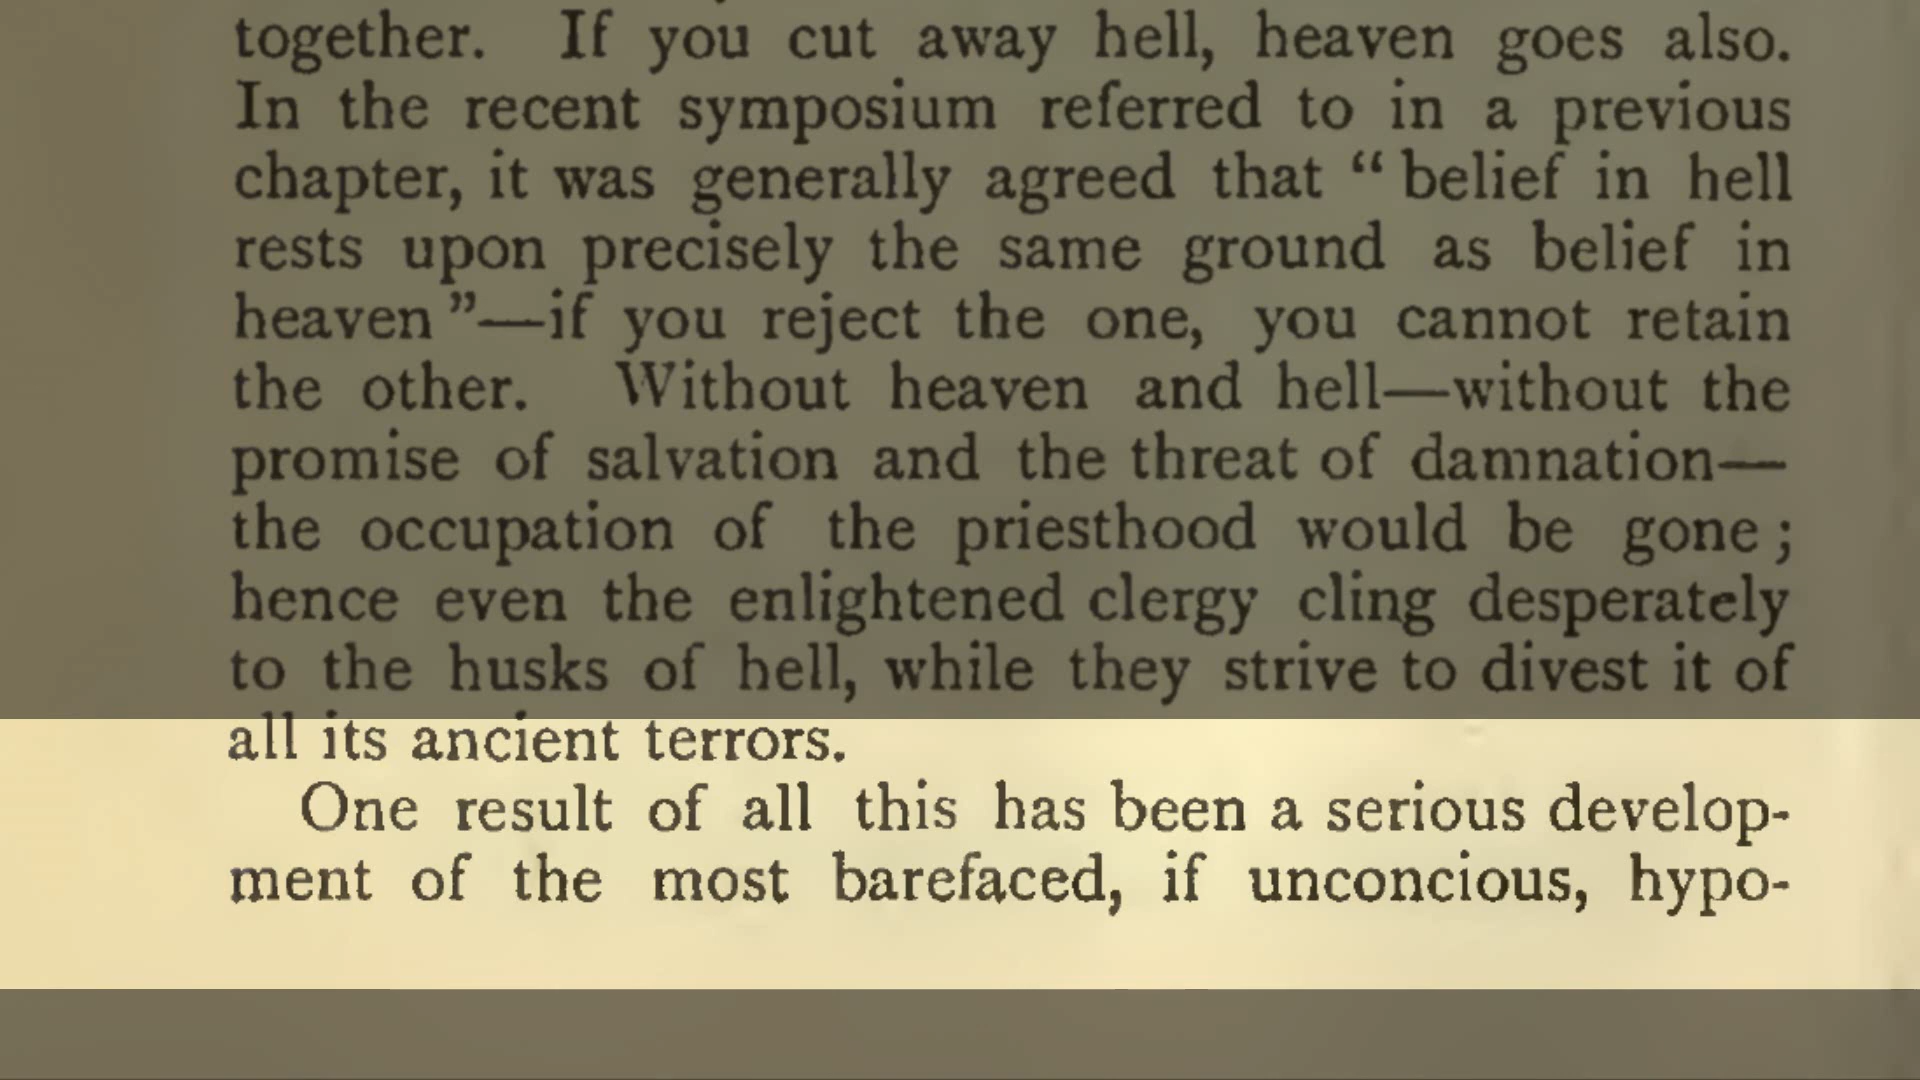 together. If you cut away hell, heaven goes also.
In the recent symposium referred to in a previous
chapter, it was generally agreed that “ belief in hell
rests upon precisely the same ground as belief in
heaven ”—if you reject the one, you cannot retain
the other. Without heaven and hell—without the
promise of salvation and the threat of damnation—
the occupation of the priesthood would be gone ;
hence even the enlightened clergy cling desperately
to the husks of hell, while they strive to divest it of
all its ancient terrors.
One result of all this has been a serious develop-
ment of the most barefaced, if unconcious, hypo-